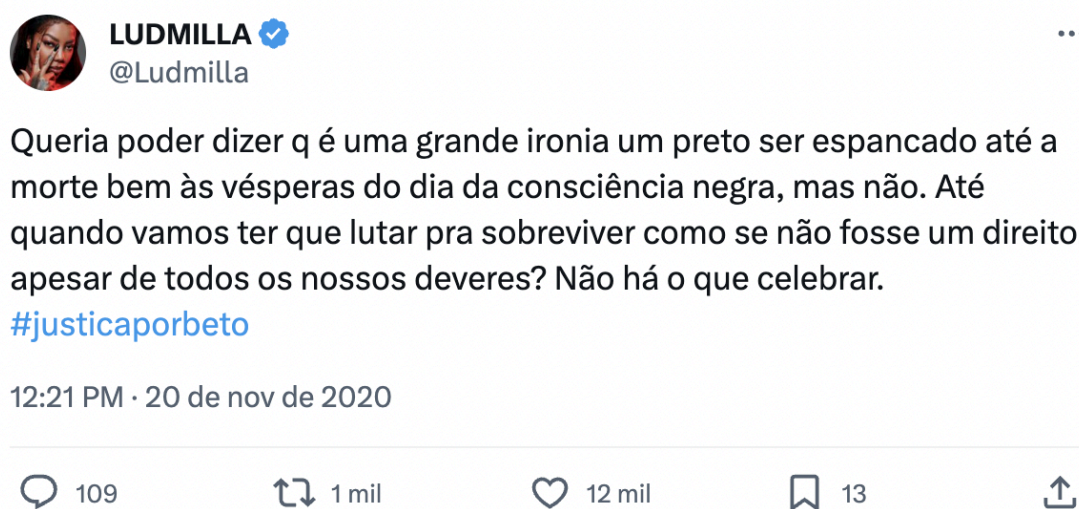 LUDMILLA
@Ludmilla
Queria poder dizer q é uma grande ironia um preto ser espancado até a
morte bem às vésperas do dia da consciência negra, mas não. Até
quando vamos ter que lutar pra sobreviver como se não fosse um direito
apesar de todos os nossos deveres? Não há o que celebrar.
#justicaporbeto
12:21 PM · 20 de nov de 2020
109 1 mil 12 mil 13